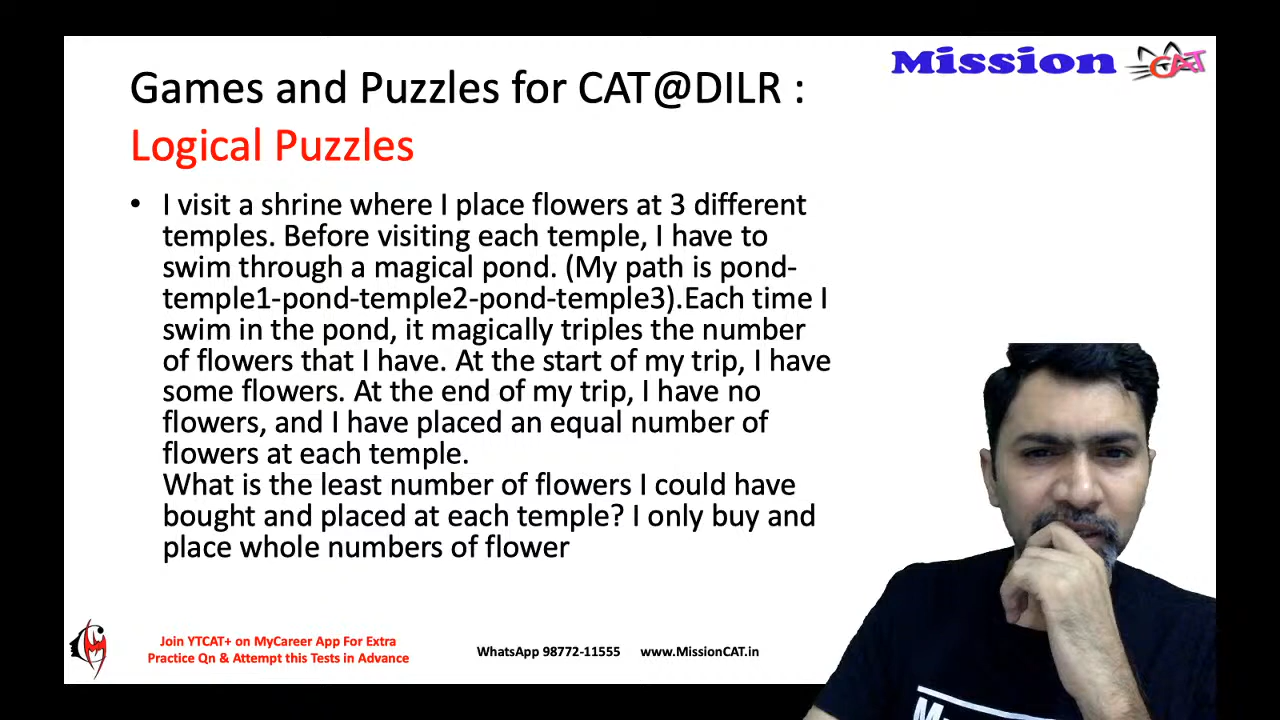 Mission
CAT
Games and Puzzles for CAT@DILR :
Logical Puzzles
• I visit a shrine where I place flowers at 3 different
temples. Before visiting each temple, I have to
swim through a magical pond. (My path is pond-
temple1-pond-temple2-pond-temple3).Each time I
swim in the pond, it magically triples the number
of flowers that I have. At the start of my trip, I have
some flowers. At the end of my trip, I have no
flowers, and I have placed an equal number of
flowers at each temple.
What is the least number of flowers I could have
bought and placed at each temple? I only buy and
place whole numbers of flower
Join YTCAT+ on MyCareer App For Extra
Practice Qn & Attempt this Tests in Advance
WhatsApp 98772-11555 www.MissionCAT.in